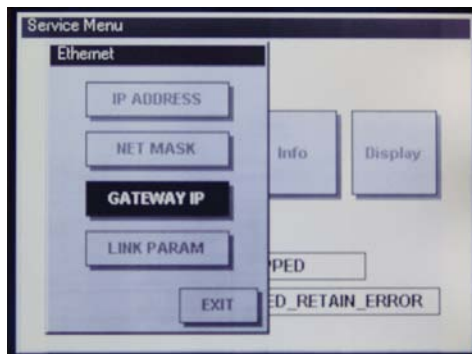 Service Menu
Ethernet
IP ADDRESS
NET MASK
GATEWAY IP
LINK PARAM
EXIT
Info
Display
PPED
ED_RETAIN_ERROR